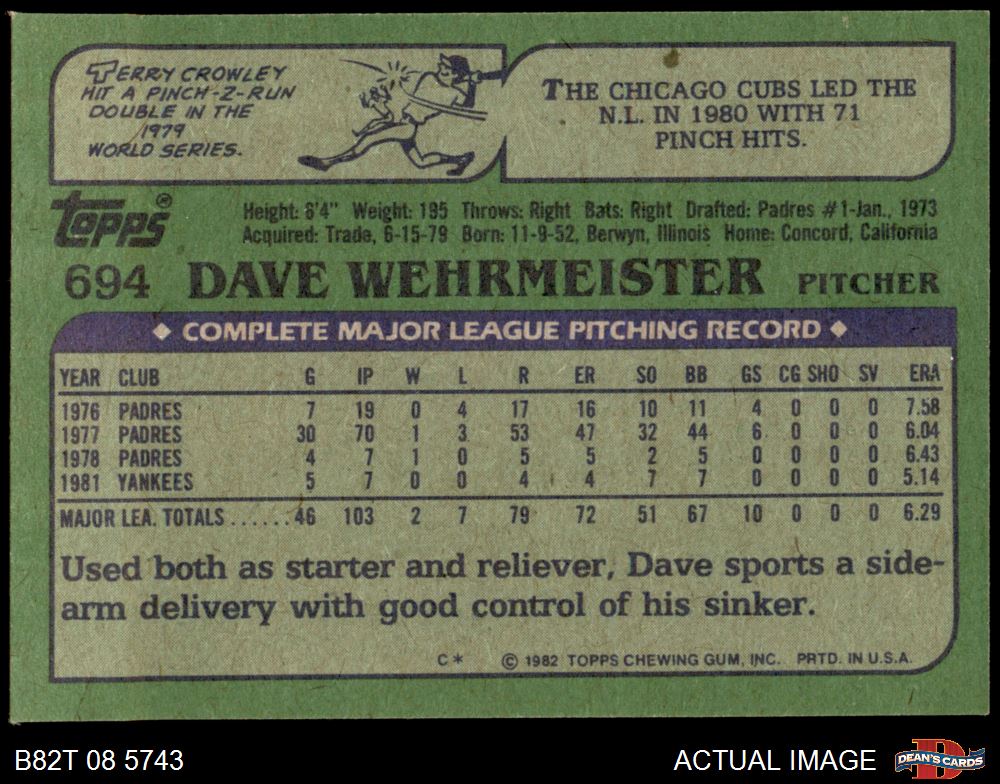 TERRY CROWLEY
HIT A PINCH-2-RUN
DOUBLE IN THE
1979
WORLD SERIES.
THE CHICAGO CUBS LED THE
N.L. IN 1980 WITH 71
PINCH HITS.
Topps®
Height: 6'4" Weight: 195 Throws: Right Bats: Right Drafted: Padres #1-Jan., 1973
Acquired: Trade, 6-15-79 Born: 11-9-52, Berwyn, Illinois Home: Concord, California
694 DAVE WEHRMEISTER PITCHER
◆ COMPLETE MAJOR LEAGUE PITCHING RECORD ◆
YEAR CLUB G IP W L R ER SO BB GS CG SHO SV ERA
1976 PADRES 7 19 0 4 17 16 10 11 4 0 0 0 7.58
1977 PADRES 30 70 1 3 53 47 32 44 6 0 0 0 6.04
1978 PADRES 4 7 1 0 5 5 2 5 0 0 0 0 6.43
1981 YANKEES 5 7 0 0 4 4 7 7 0 0 0 0 5.14
MAJOR LEA. TOTALS......46 103 2 7 79 72 51 67 10 0 0 0 6.29
Used both as starter and reliever, Dave sports a side-
arm delivery with good control of his sinker.
C* © 1982 TOPPS CHEWING GUM, INC. PRTD. IN U.S.A.
B82T 08 5743 ACTUAL IMAGE D DEAN'S CARDS